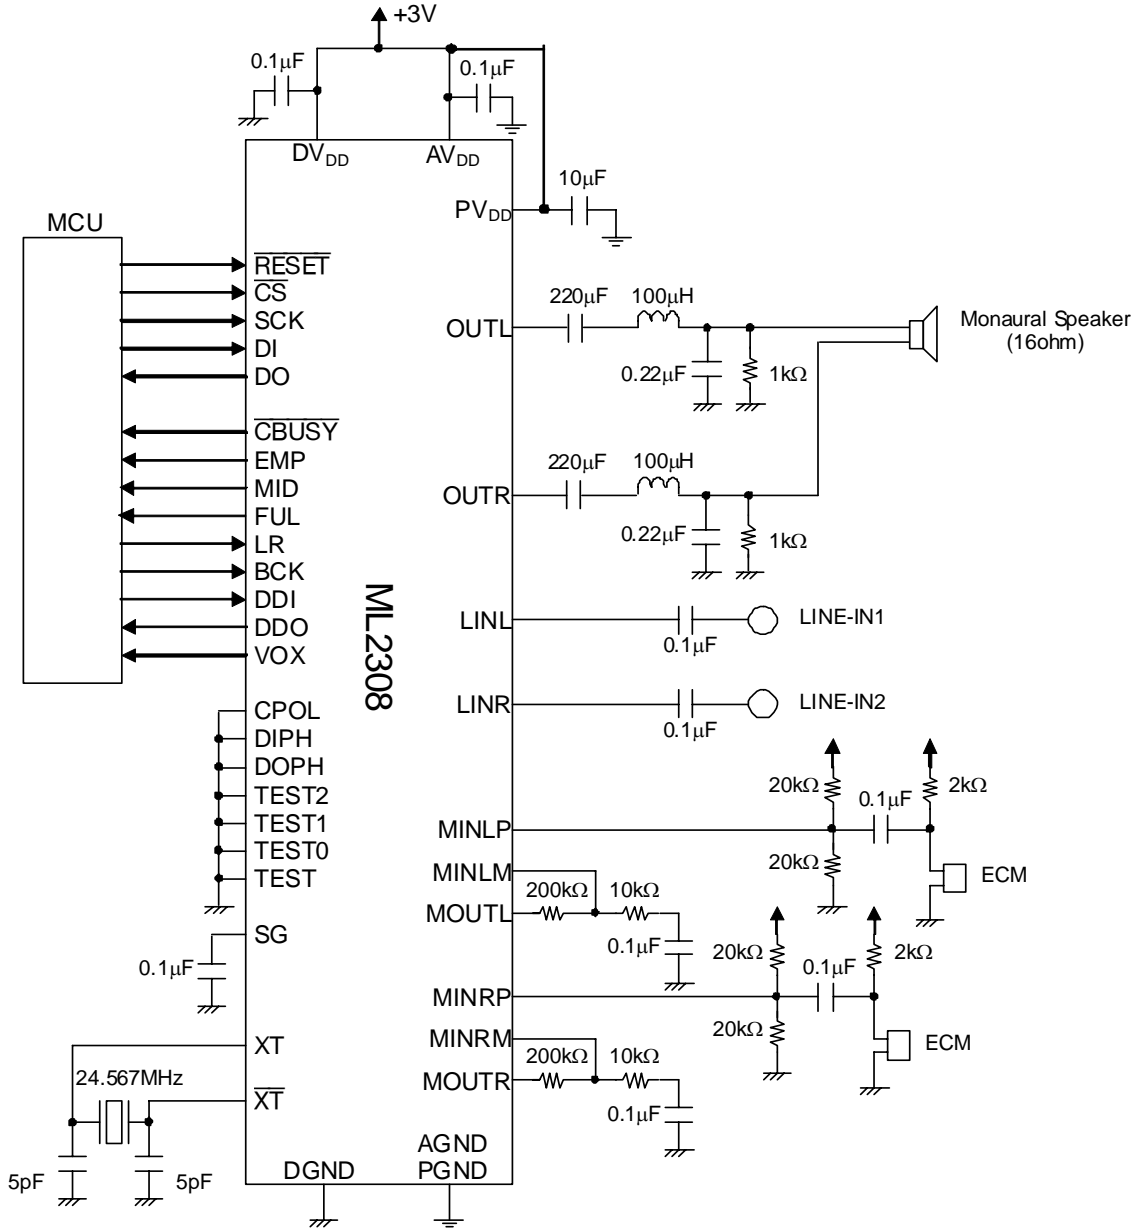 +3V
0.1μF
0.1μF
DVDD
AVDD
10μF
PVDD
MCU
RESET
CS
SCK
DI
DO
CBUSY
EMP
MID
FUL
LR
BCK
DDI
DDO
VOX
220μF
100μH
OUTL
Monaural Speaker
(16ohm)
0.22μF
1kΩ
220μF
100μH
OUTR
0.22μF
1kΩ
ML2308
LINL
LINE-IN1
0.1μF
LINR
LINE-IN2
0.1μF
CPOL
DIPH
DOPH
TEST2
TEST1
TEST0
TEST
SG
0.1μF
20kΩ
0.1μF
2kΩ
MINLP
20kΩ
ECM
MINLM
200kΩ
10kΩ
MOUTL
0.1μF
20kΩ
0.1μF
2kΩ
MINRP
20kΩ
ECM
MINRM
200kΩ
10kΩ
MOUTR
0.1μF
XT
24.567MHz
XT
5pF
5pF
DGND
AGND
PGND